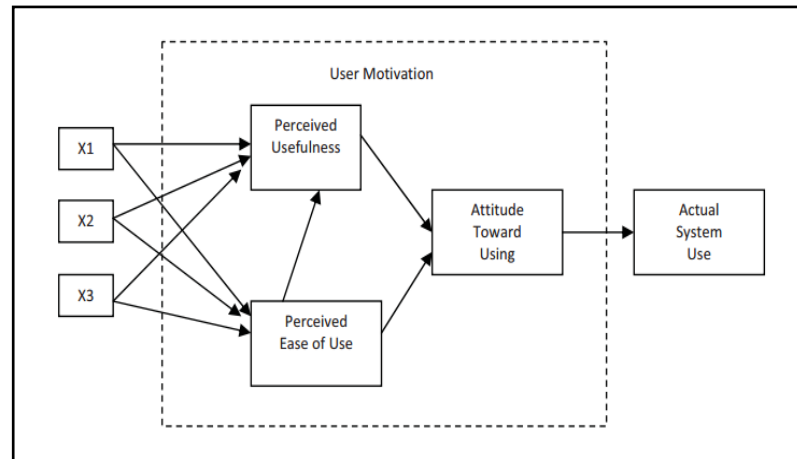 User Motivation
Perceived
Usefulness
X1
X2
X3
Attitude
Toward
Using
Actual
System
Use
Perceived
Ease of Use